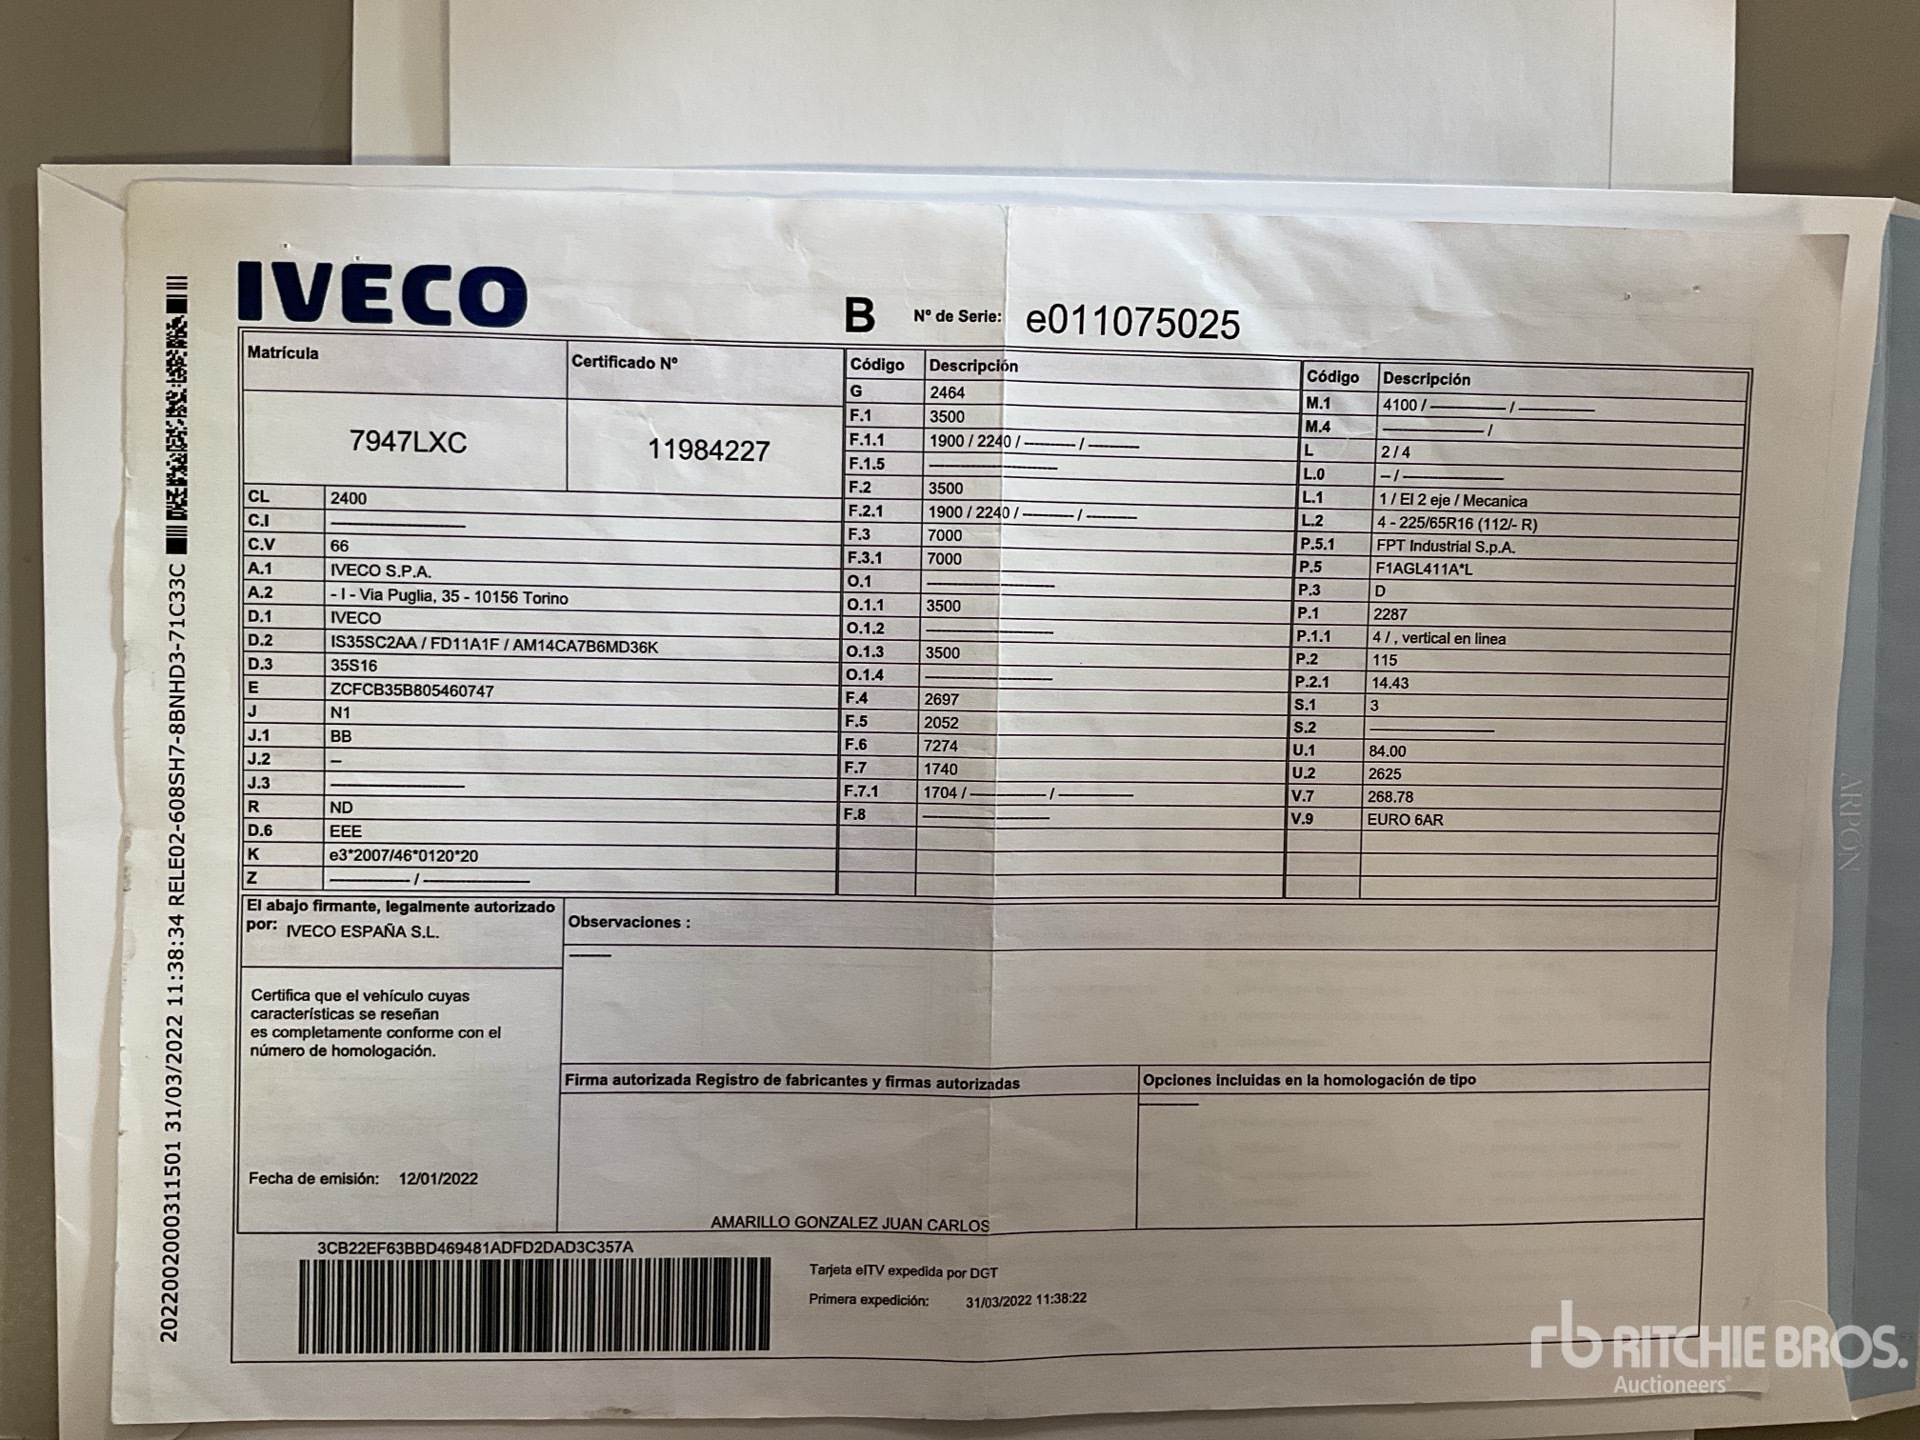 IVECO
B Nº de Serie: e011075025
Matrícula Certificado Nº
7947LXC 11984227
CL 2400
C.I
C.V 66
A.1 IVECO S.P.A.
A.2 - I - Via Puglia, 35 - 10156 Torino
D.1 IVECO
D.2 IS35SC2AA / FD11A1F / AM14CA7B6MD36K
D.3 35S16
E ZCFCB35B805460747
J N1
J.1 BB
J.2 –
J.3
R ND
D.6 EEE
K e3*2007/46*0120*20
Z ———— / ————
Código Descripción
G 2464
F.1 3500
F.1.1 1900 / 2240 / ——— / ———
F.1.5
F.2 3500
F.2.1 1900 / 2240 / ——— / ———
F.3 7000
F.3.1 7000
O.1
O.1.1 3500
O.1.2
O.1.3 3500
O.1.4
F.4 2697
F.5 2052
F.6 7274
F.7 1740
F.7.1 1704 / ———— / ————
F.8
Código Descripción
M.1 4100 / ———— / ————
M.4 ———— /
L 2 / 4
L.0 – / ————
L.1 1 / El 2 eje / Mecanica
L.2 4 - 225/65R16 (112/- R)
P.5.1 FPT Industrial S.p.A.
P.5 F1AGL411A*L
P.3 D
P.1 2287
P.1.1 4 / , vertical en linea
P.2 115
P.2.1 14.43
S.1 3
S.2
U.1 84.00
U.2 2625
V.7 268.78
V.9 EURO 6AR
El abajo firmante, legalmente autorizado
por: IVECO ESPAÑA S.L.
Certifica que el vehículo cuyas
características se reseñan
es completamente conforme con el
número de homologación.
Fecha de emisión: 12/01/2022
Observaciones :
Firma autorizada Registro de fabricantes y firmas autorizadas
AMARILLO GONZALEZ JUAN CARLOS
Opciones incluidas en la homologación de tipo
3CB22EF63BBD469481ADFD2DAD3C357A
Tarjeta eITV expedida por DGT
Primera expedición: 31/03/2022 11:38:22
2022002000311501 31/03/2022 11:38:34 RELE02-608SH7-8BNHD3-71C33C
ARPÓN
rb RITCHIE BROS.
Auctioneers